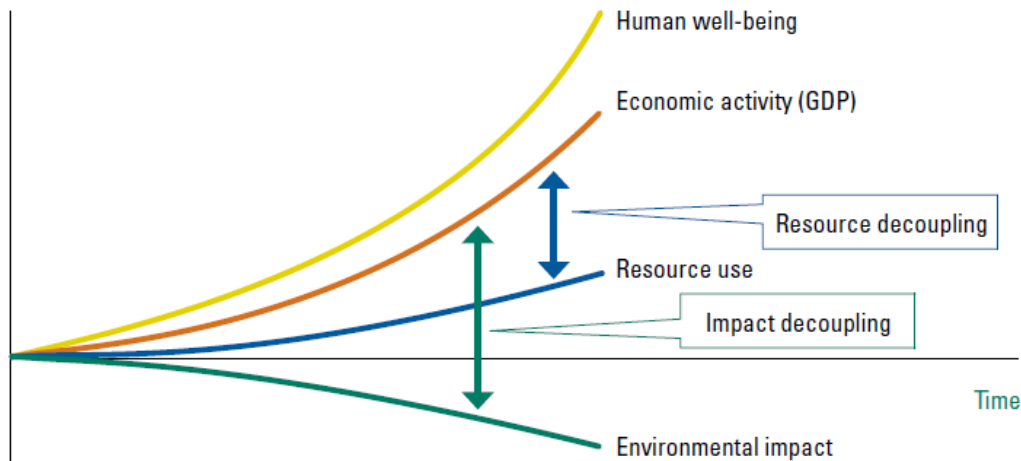 Human well-being
Economic activity (GDP)
Resource decoupling
Resource use
Impact decoupling
Time
Environmental impact